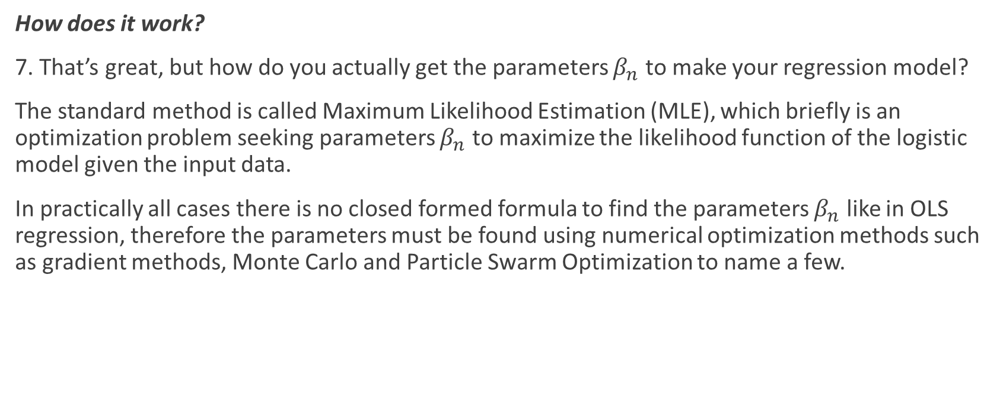 How does it work?
7. That’s great, but how do you actually get the parameters βₙ to make your regression model?
The standard method is called Maximum Likelihood Estimation (MLE), which briefly is an
optimization problem seeking parameters βₙ to maximize the likelihood function of the logistic
model given the input data.
In practically all cases there is no closed formed formula to find the parameters βₙ like in OLS
regression, therefore the parameters must be found using numerical optimization methods such
as gradient methods, Monte Carlo and Particle Swarm Optimization to name a few.